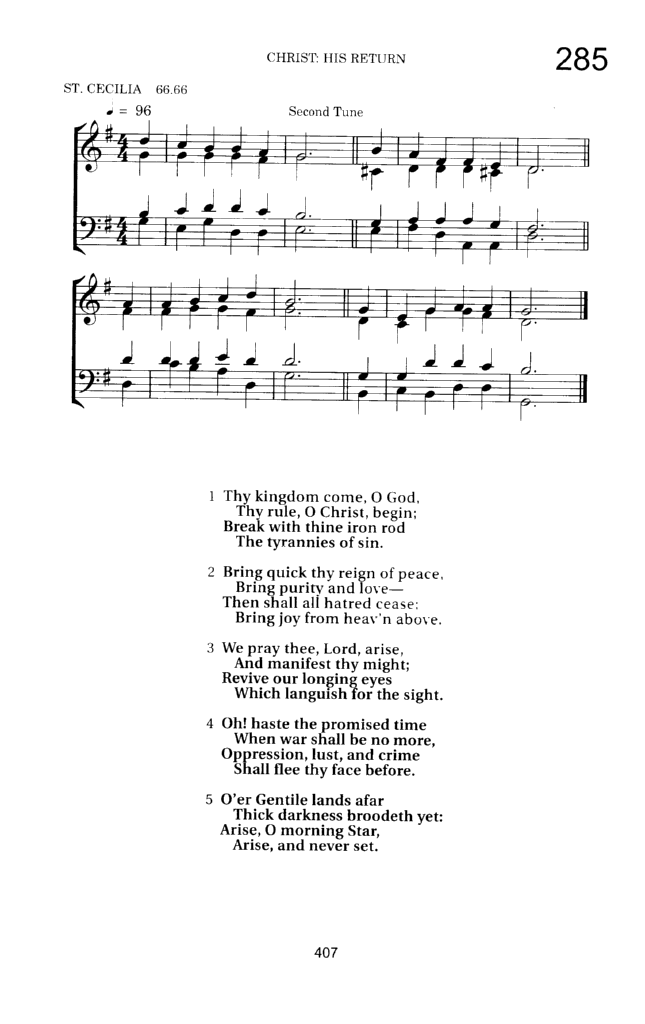 CHRIST: HIS RETURN
285
ST. CECILIA 66.66
♩ = 96
Second Tune
1 Thy kingdom come, O God,
Thy rule, O Christ, begin;
Break with thine iron rod
The tyrannies of sin.
2 Bring quick thy reign of peace,
Bring purity and love—
Then shall all hatred cease;
Bring joy from heav'n above.
3 We pray thee, Lord, arise,
And manifest thy might;
Revive our longing eyes
Which languish for the sight.
4 Oh! haste the promised time
When war shall be no more,
Oppression, lust, and crime
Shall flee thy face before.
5 O'er Gentile lands afar
Thick darkness broodeth yet:
Arise, O morning Star,
Arise, and never set.
407